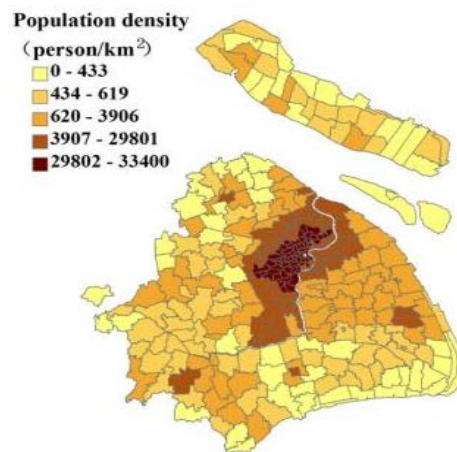 Population density
(person/km²)
0 - 433
434 - 619
620 - 3906
3907 - 29801
29802 - 33400